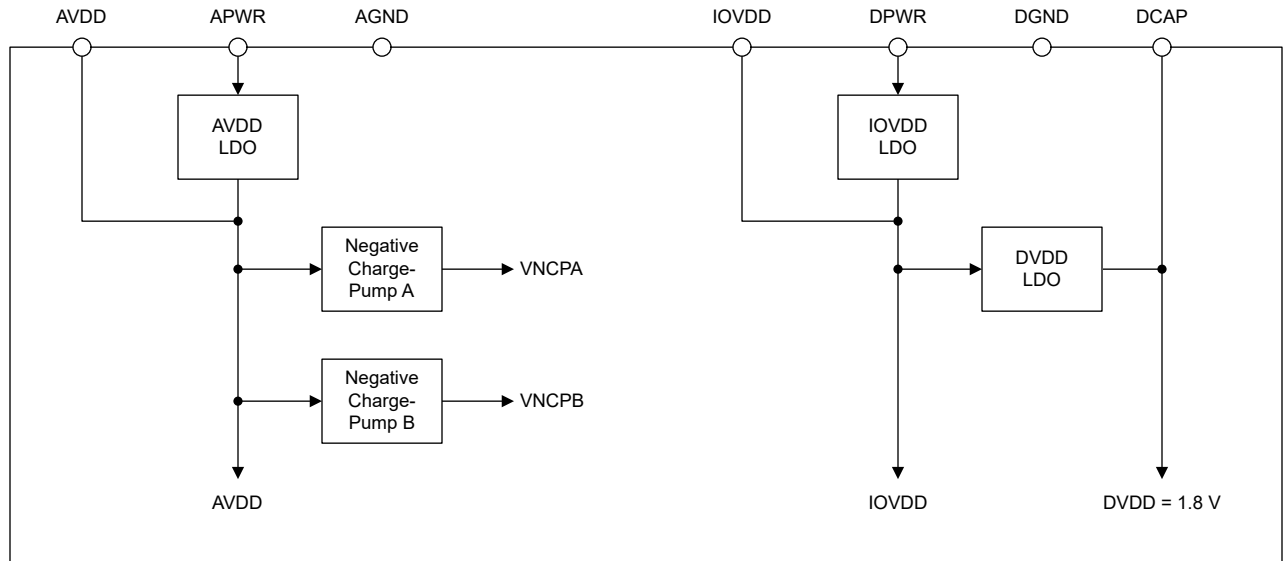 AVDD
APWR
AGND
IOVDD
DPWR
DGND
DCAP
AVDD
LDO
IOVDD
LDO
Negative
Charge-
Pump A
VNCPA
DVDD
LDO
Negative
Charge-
Pump B
VNCPB
AVDD
IOVDD
DVDD = 1.8 V